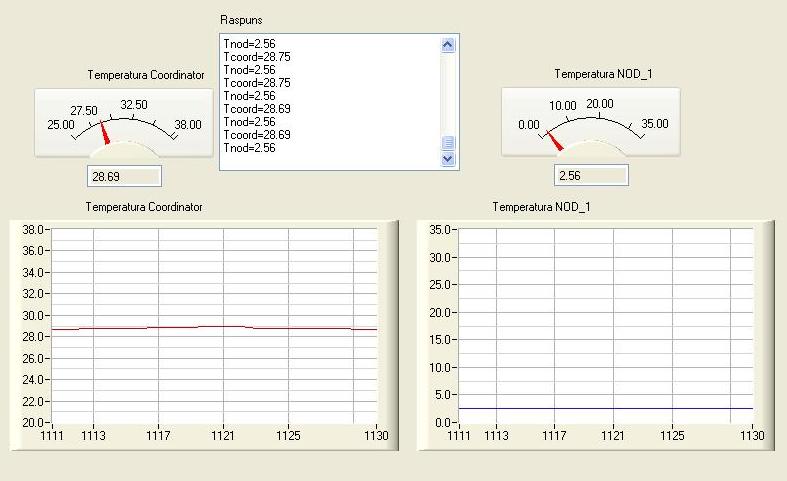 Raspuns
Tnod=2.56
Tcoord=28.75
Tnod=2.56
Tcoord=28.75
Tnod=2.56
Tcoord=28.69
Tnod=2.56
Tcoord=28.69
Tnod=2.56
Temperatura Coordinator
25.00 27.50 32.50 38.00
28.69
Temperatura NOD_1
0.00 10.00 20.00 35.00
2.56
Temperatura Coordinator
38.0
36.0
34.0
32.0
30.0
28.0
26.0
24.0
22.0
20.0
1111 1113 1117 1121 1125 1130
Temperatura NOD_1
35.0
30.0
25.0
20.0
15.0
10.0
5.0
0.0
1111 1113 1117 1121 1125 1130